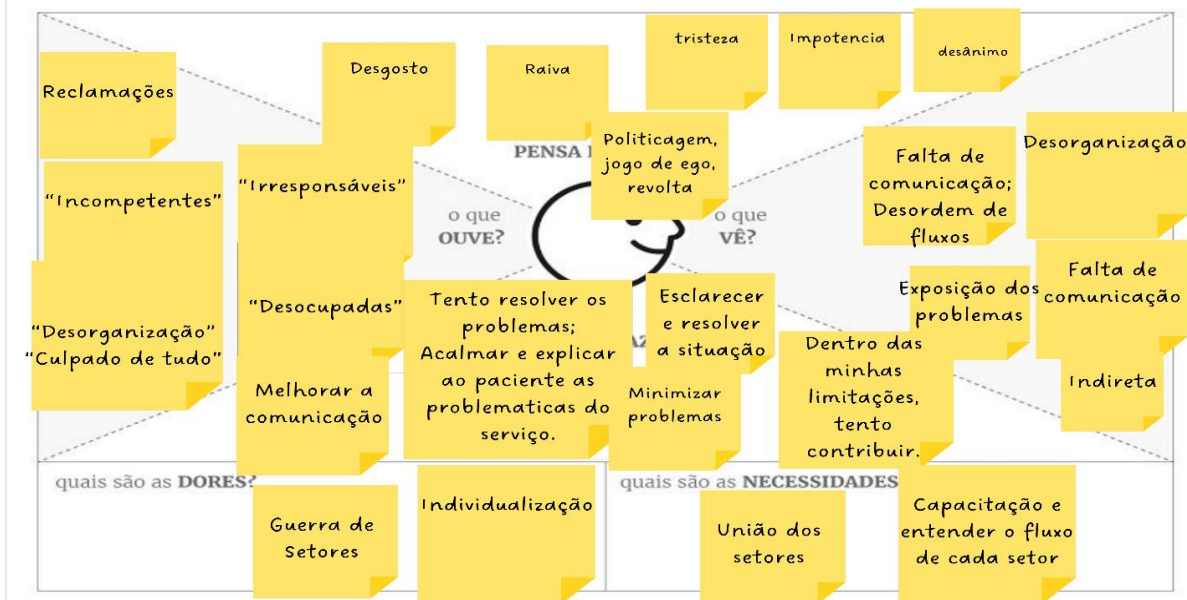 tristeza
Impotencia
desânimo
Desgosto
Raiva
Reclamações
PENSA
Politicagem,
jogo de ego,
revolta
"Incompetentes"
"Irresponsáveis"
o que
OUVE?
o que
VÊ?
Falta de
comunicação;
Desordem de
fluxos
Desorganização
"Desorganização"
"Culpado de tudo"
"Desocupadas"
Melhorar a
comunicação
Tento resolver os
problemas;
Acalmar e explicar
ao paciente as
problematicas do
serviço.
Esclarecer
e resolver
a situação
Minimizar
problemas
Dentro das
minhas
limitações,
tento
contribuir.
Exposição dos
problemas
Falta de
comunicação
Indireta
quais são as DORES?
Guerra de
Setores
Individualização
quais são as NECESSIDADES
União dos
setores
Capacitação e
entender o fluxo
de cada setor